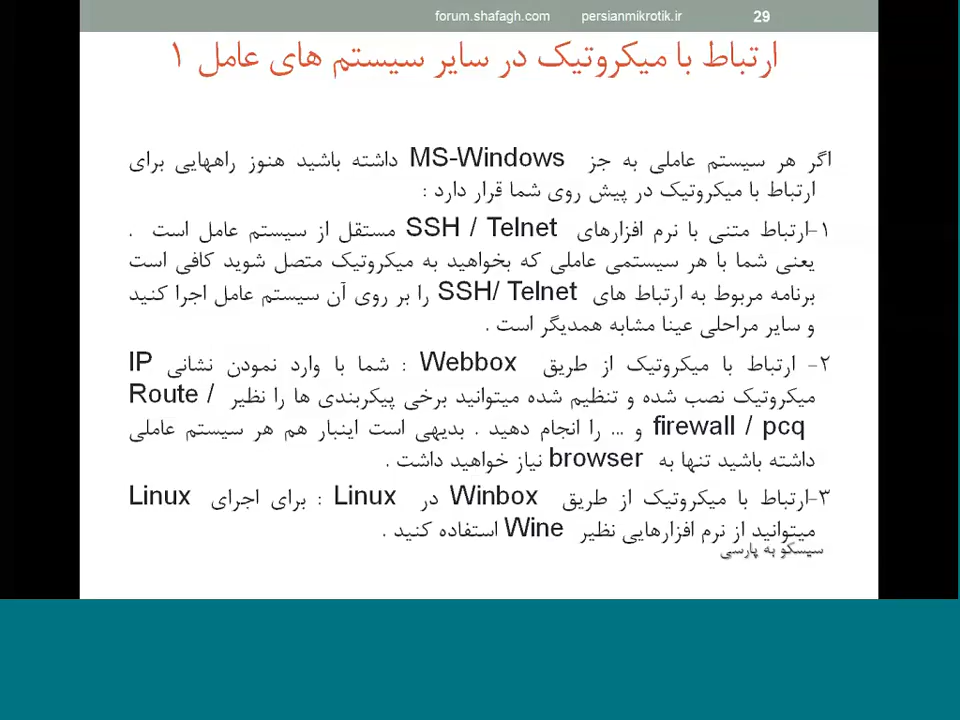 forum.shafagh.com persianmikrotik.ir 29
ارتباط با میکروتیک در سایر سیستم های عامل ۱
اگر هر سیستم عاملی به جز MS-Windows داشته باشید هنوز راههایی برای
ارتباط با میکروتیک در پیش روی شما قرار دارد :
۱-ارتباط متنی با نرم افزارهای SSH / Telnet مستقل از سیستم عامل است .
یعنی شما با هر سیستمی عاملی که بخواهید به میکروتیک متصل شوید کافی است
برنامه مربوط به ارتباط های SSH/ Telnet را بر روی آن سیستم عامل اجرا کنید
و سایر مراحلی عینا مشابه همدیگر است .
۲- ارتباط با میکروتیک از طریق Webbox : شما با وارد نمودن نشانی IP
میکروتیک نصب شده و تنظیم شده میتوانید برخی پیکربندی ها را نظیر Route /
firewall / pcq و ... را انجام دهید . بدیهی است اینبار هم هر سیستم عاملی
داشته باشید تنها به browser نیاز خواهید داشت .
۳-ارتباط با میکروتیک از طریق Winbox در Linux : برای اجرای Linux
میتوانید از نرم افزارهایی نظیر Wine استفاده کنید .
سیسکو به پارسی